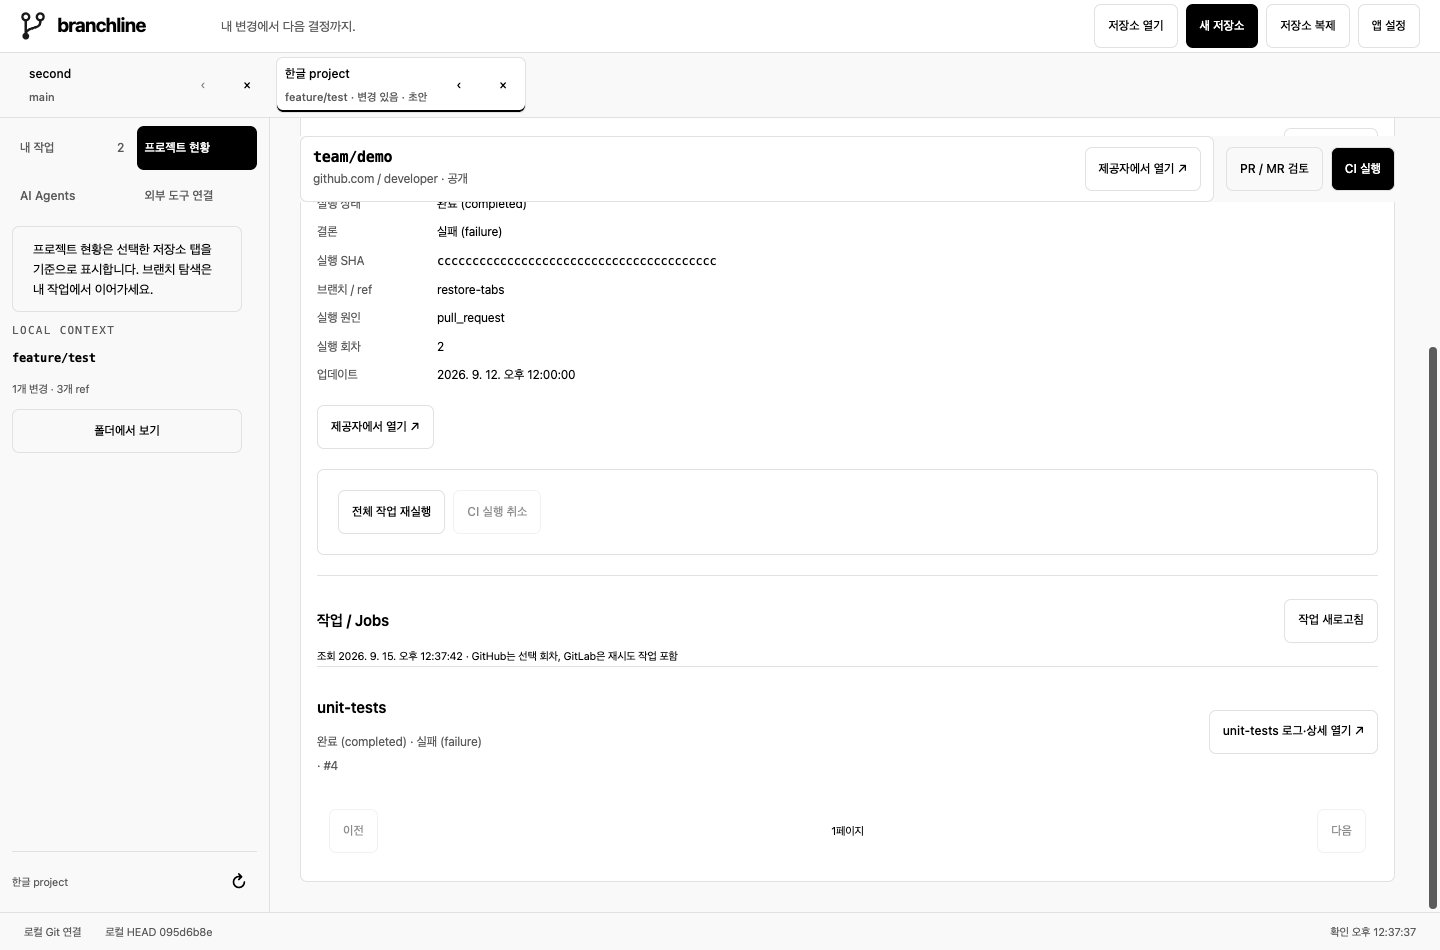 branchline
내 변경에서 다음 결정까지.
저장소 열기
새 저장소
저장소 복제
앱 설정
second
main
‹
×
한글 project
feature/test · 변경 있음 · 초안
‹
×
내 작업
2
프로젝트 현황
AI Agents
외부 도구 연결
프로젝트 현황은 선택한 저장소 탭을
기준으로 표시합니다. 브랜치 탐색은
내 작업에서 이어가세요.
LOCAL CONTEXT
feature/test
1개 변경 · 3개 ref
폴더에서 보기
한글 project
team/demo
github.com / developer · 공개
제공자에서 열기 ↗
PR / MR 검토
CI 실행
실행 상태
완료 (completed)
결론
실패 (failure)
실행 SHA
cccccccccccccccccccccccccccccccccccccccc
브랜치 / ref
restore-tabs
실행 원인
pull_request
실행 회차
2
업데이트
2026. 9. 12. 오후 12:00:00
제공자에서 열기 ↗
전체 작업 재실행
CI 실행 취소
작업 / Jobs
작업 새로고침
조회 2026. 9. 15. 오후 12:37:42 · GitHub는 선택 회차, GitLab은 재시도 작업 포함
unit-tests
완료 (completed) · 실패 (failure)
· #4
unit-tests 로그·상세 열기 ↗
이전
1페이지
다음
로컬 Git 연결
로컬 HEAD 095d6b8e
확인 오후 12:37:37